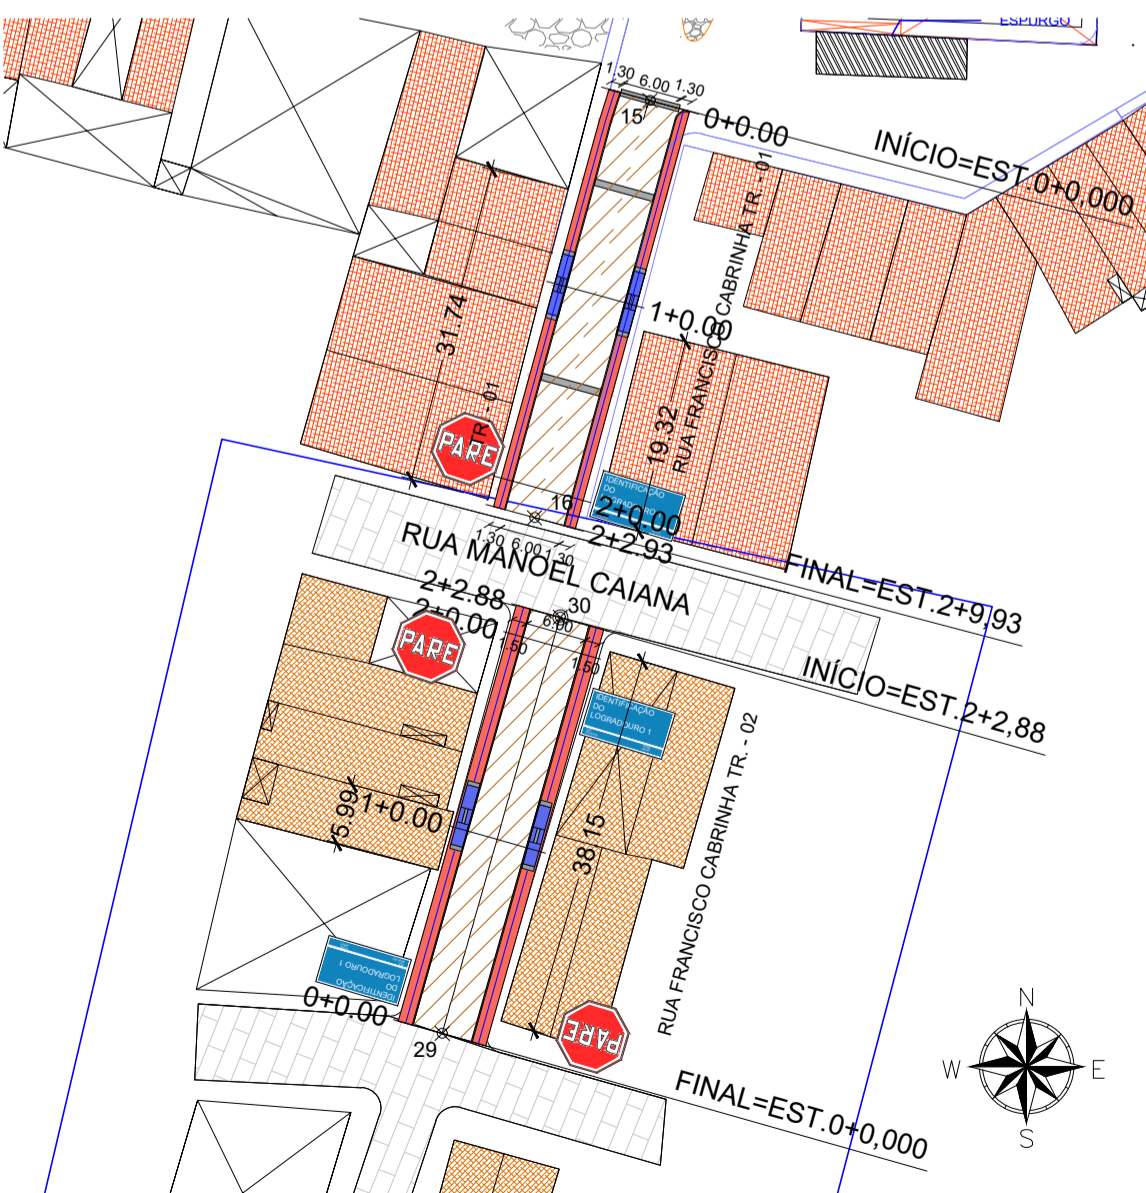 ESPURGO
1.30
6.00
1.30
15
0+0.00
INÍCIO=EST.0+0,000
RUA FRANCISCO CABRINHA TR. - 01
1+0.00
31.74
19.32
TR. - 01
PARE
IDENTIFICAÇÃO
DO
LOGRADOURO
16
2+0.00
2+2.93
1.30
6.00
1.30
RUA MANOEL CAIANA
FINAL=EST.2+9,93
2+2.88
2+0.00
30
6.00
1.50
1.50
PARE
INÍCIO=EST.2+2,88
IDENTIFICAÇÃO
DO
LOGRADOURO 1
RUA FRANCISCO CABRINHA TR. - 02
5.99
1+0.00
38.15
IDENTIFICAÇÃO
DO
LOGRADOURO 1
0+0.00
29
PARE
FINAL=EST.0+0,000
N
W
E
S